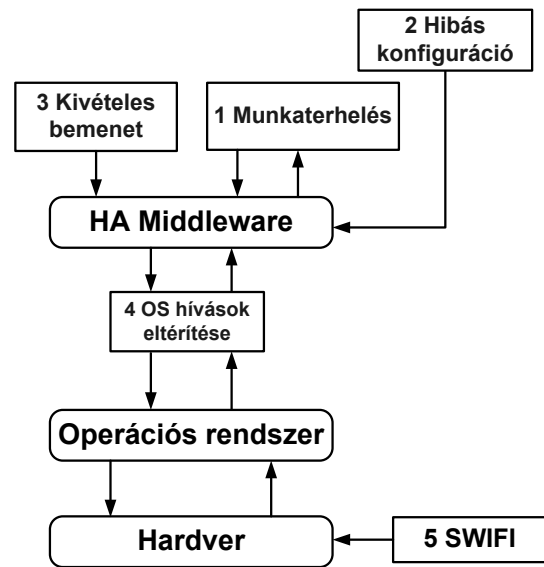 2 Hibás
konfiguráció
3 Kivételes
bemenet
1 Munkaterhelés
HA Middleware
4 OS hívások
eltérítése
Operációs rendszer
Hardver
5 SWIFI